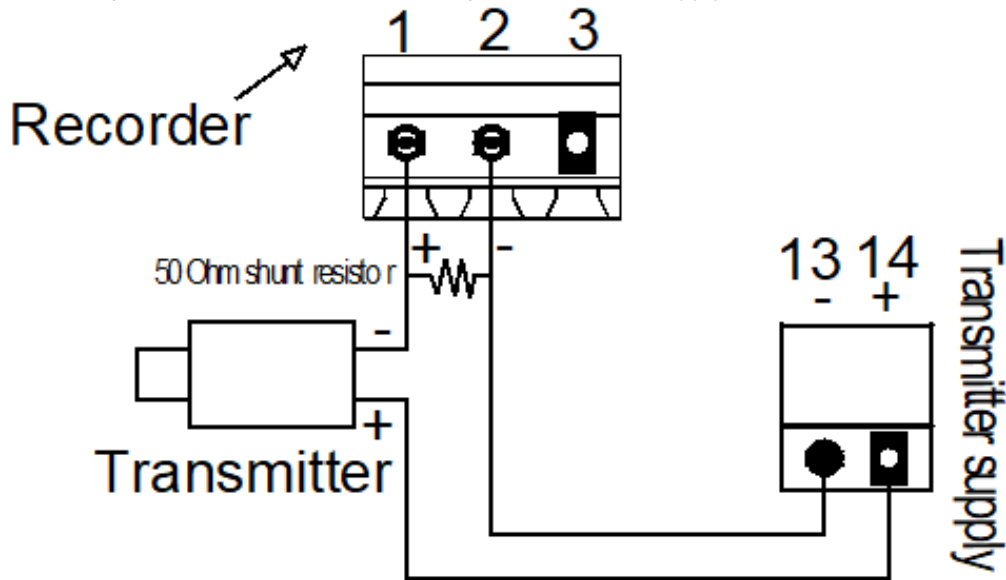 1 2 3
Recorder
+ -
50 Ohm shunt resistor
13 14
- +
-
+
Transmitter
Transmitter supply